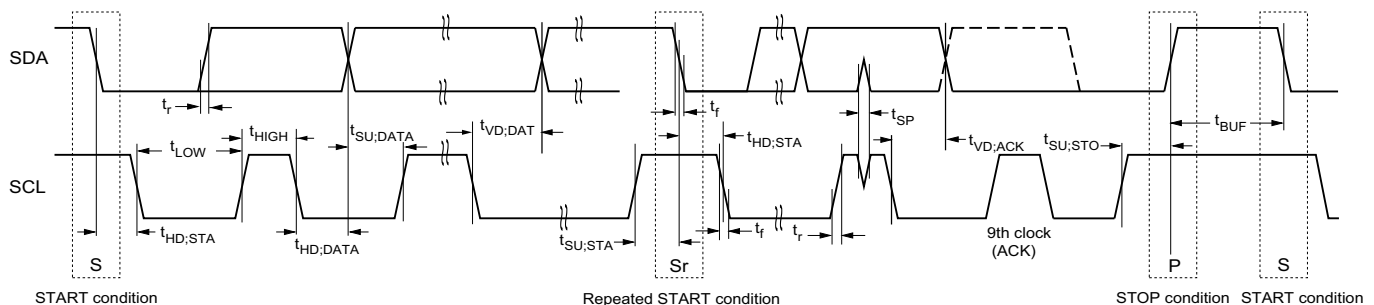 SDA
t_r
t_f
t_SP
t_BUF
t_HIGH
t_SU;DATA
t_VD;DAT
t_LOW
t_HD;STA
t_VD;ACK
t_SU;STO
SCL
t_HD;STA
t_HD;DATA
t_SU;STA
t_f
t_r
9th clock
(ACK)
S
Sr
P
S
START condition
Repeated START condition
STOP condition
START condition